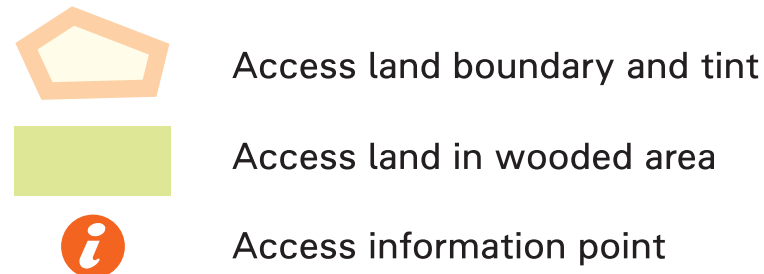 Access land boundary and tint
Access land in wooded area
i Access information point